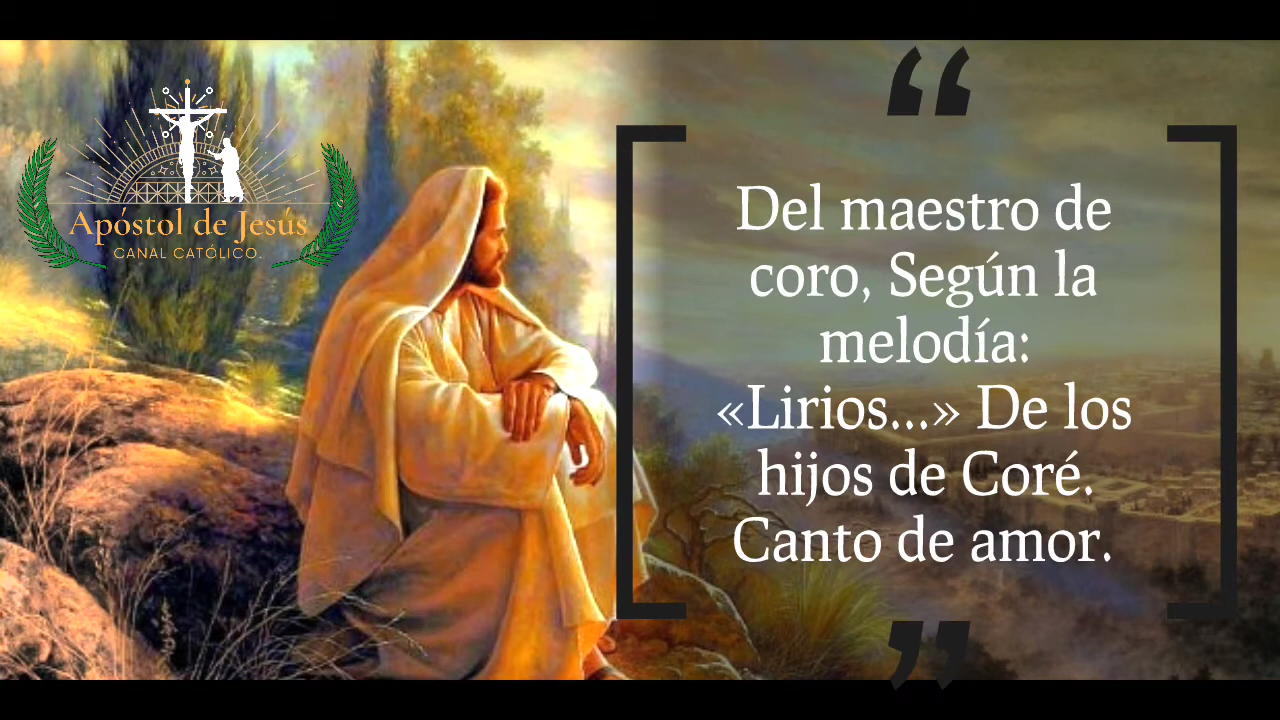 Apóstol de Jesús
CANAL CATÓLICO.
“
Del maestro de
coro, Según la
melodía:
«Lirios...» De los
hijos de Coré.
Canto de amor.
”